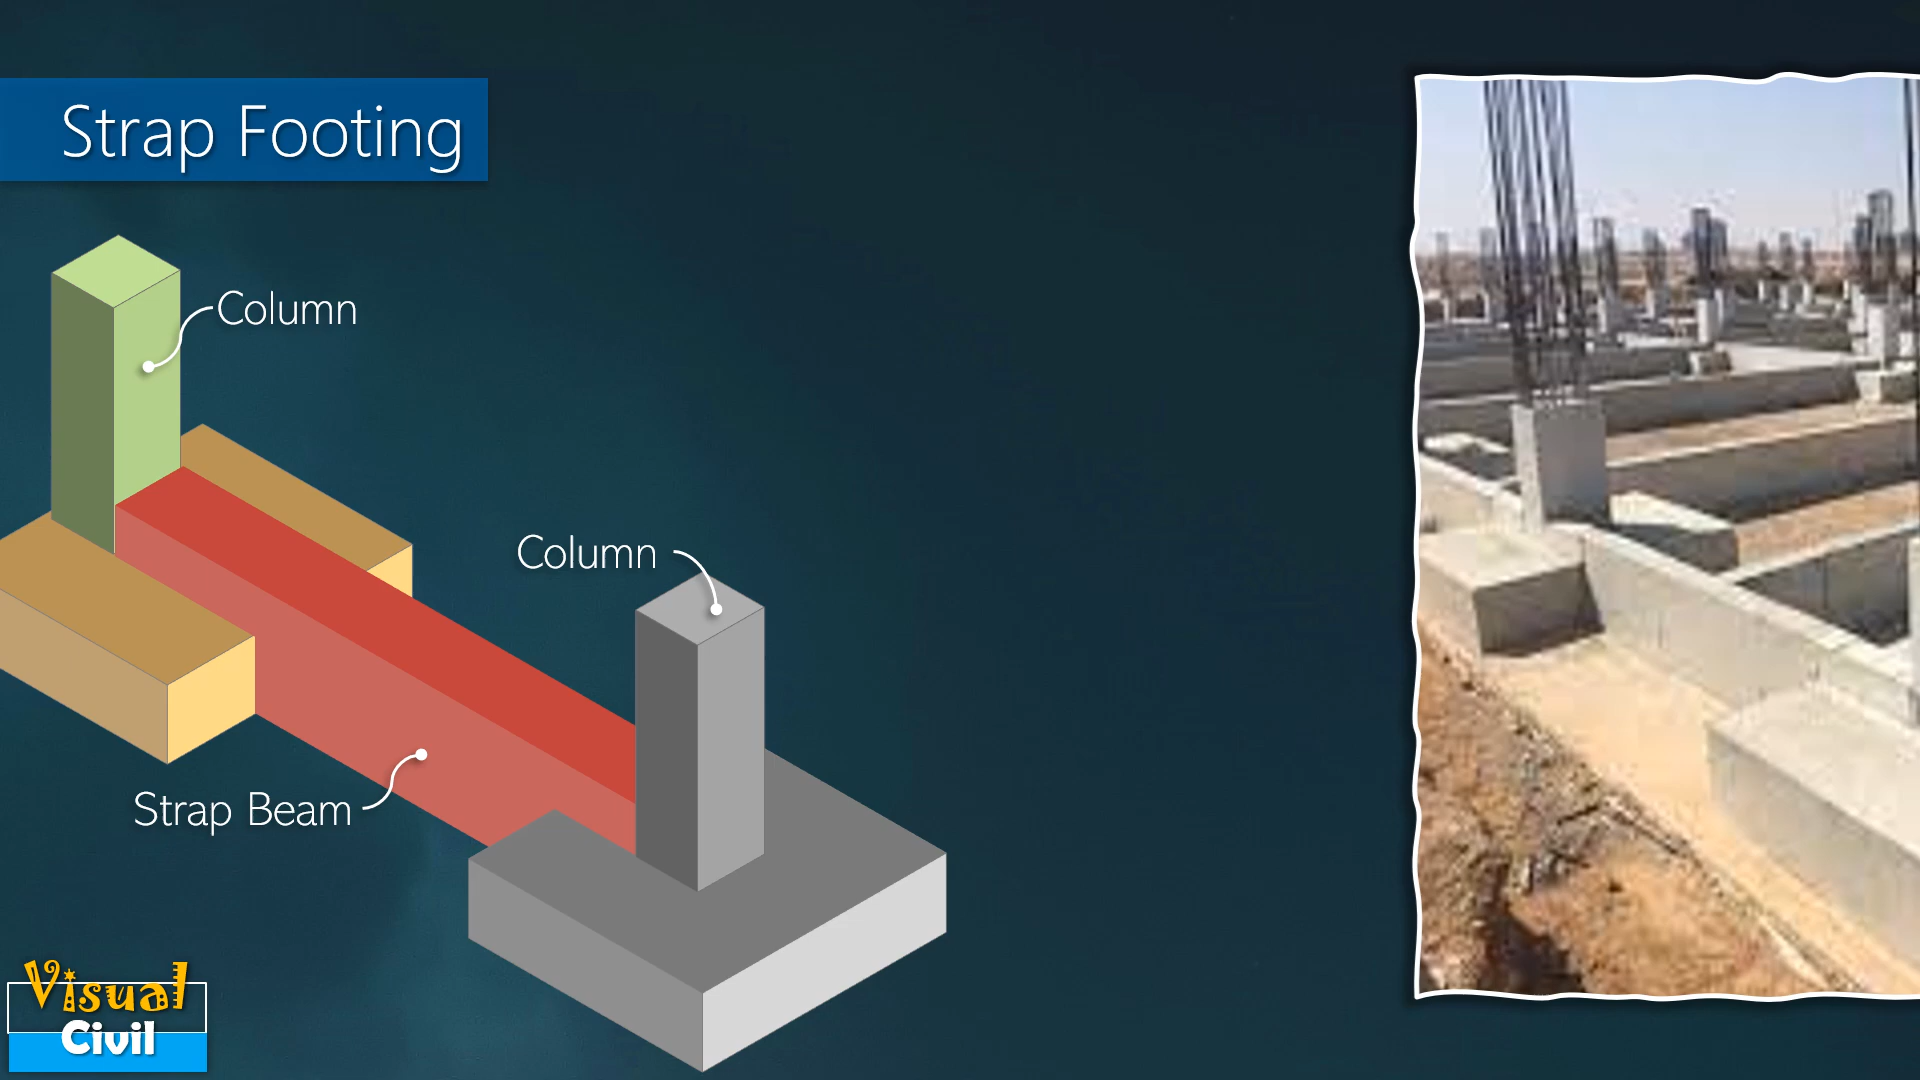 Strap Footing
Column
Column
Strap Beam
Visual
Civil